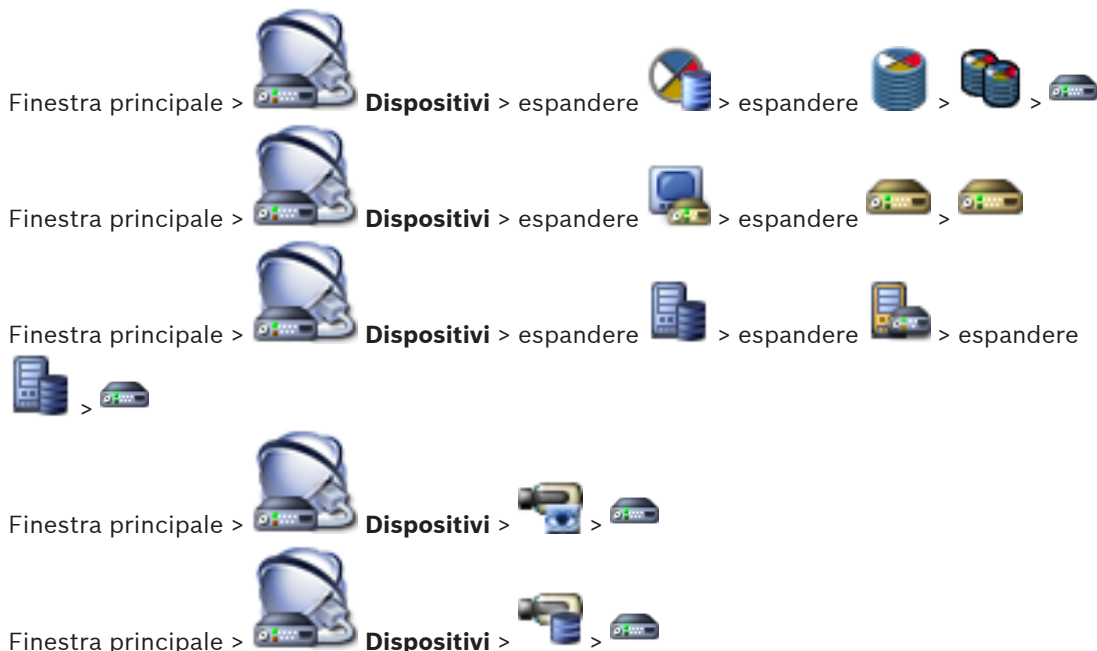 Finestra principale > Dispositivi > espandere > espandere > >
Finestra principale > Dispositivi > espandere > espandere >
Finestra principale > Dispositivi > espandere > espandere > espandere
>
Finestra principale > Dispositivi > >
Finestra principale > Dispositivi > >